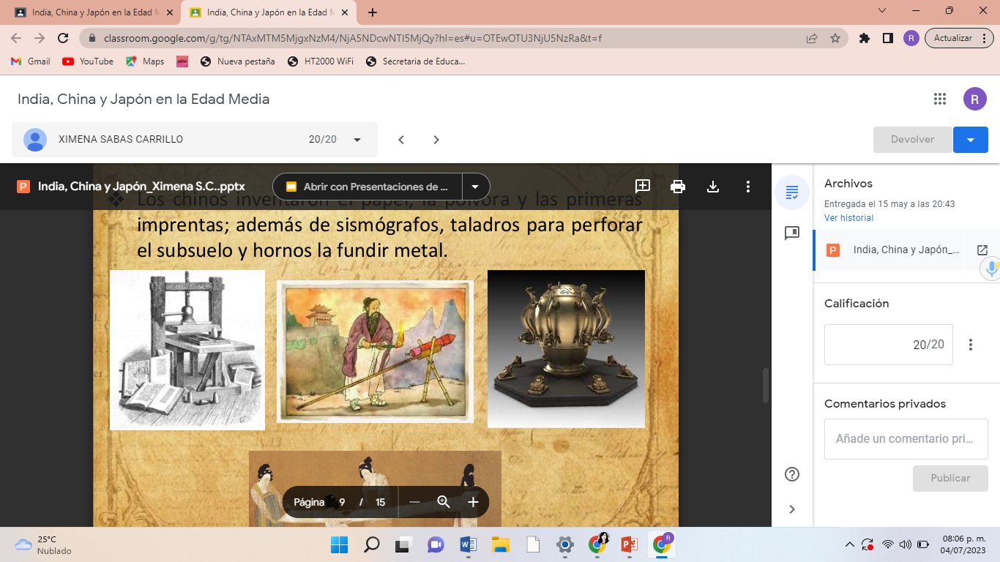 India, China y Japón en la Edad M
India, China y Japón en la Edad M
classroom.google.com/g/tg/NTAxMTM5MjgxNzM4/NjA5NDcwNTI5MjQy?hl=es#u=OTEwOTU3NjU5NzRa&t=f
R
Actualizar
Gmail
YouTube
Maps
NEM
Nueva pestaña
HT2000 WiFi
Secretaria de Educa...
India, China y Japón en la Edad Media
R
XIMENA SABAS CARRILLO
20/20
Devolver
P
India, China y Japón_Ximena S.C..pptx
Abrir con Presentaciones de ...
Los chinos inventaron el papel, la pólvora y las primeras
imprentas; además de sismógrafos, taladros para perforar
el subsuelo y hornos la fundir metal.
Página 9 / 15
Archivos
Entregada el 15 may a las 20:43
Ver historial
P
India, China y Japón_...
Calificación
20/20
Comentarios privados
Añade un comentario pri...
Publicar
25°C
Nublado
08:06 p. m.
04/07/2023